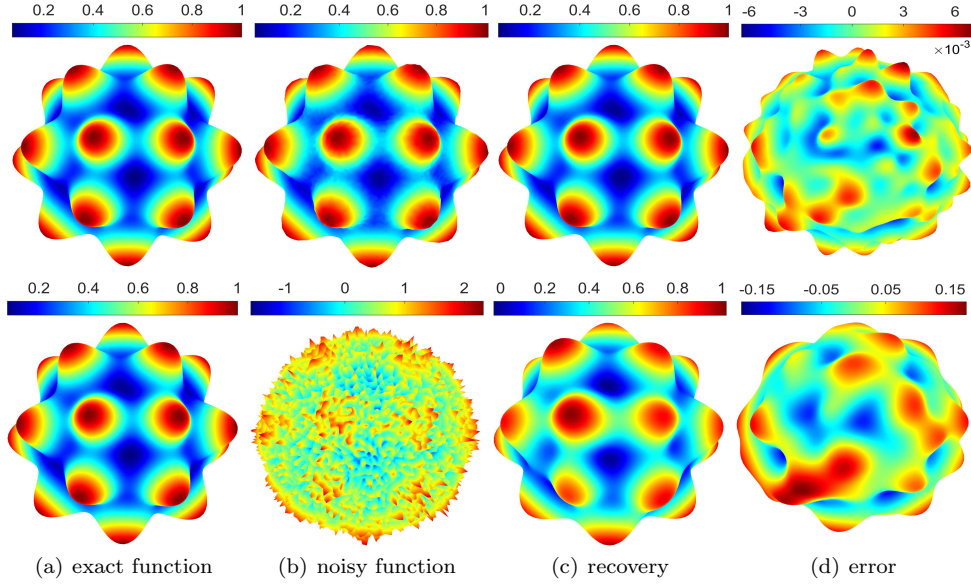 0.2 0.4 0.6 0.8 1
0.2 0.4 0.6 0.8 1
0.2 0.4 0.6 0.8 1
-6 -3 0 3 6
×10⁻³
0.2 0.4 0.6 0.8 1
-1 0 1 2
0 0.2 0.4 0.6 0.8 1
-0.15 -0.05 0.05 0.15
(a) exact function
(b) noisy function
(c) recovery
(d) error